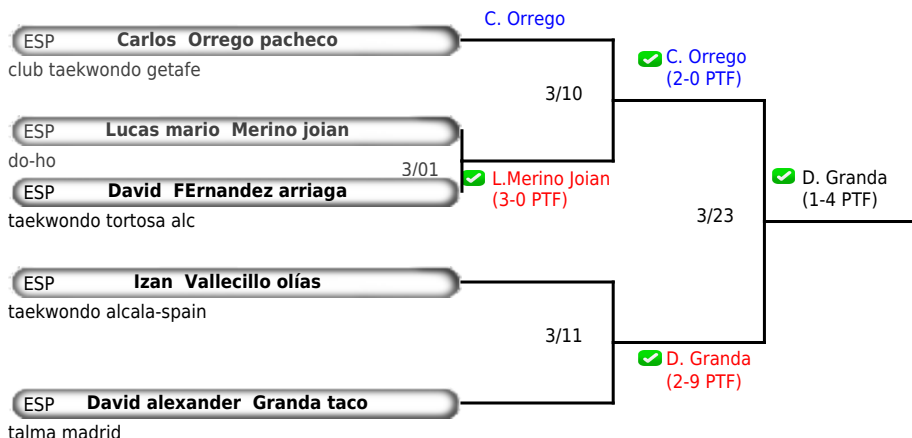 C. Orrego
ESP Carlos Orrego pacheco
club taekwondo getafe
C. Orrego
(2-0 PTF)
3/10
ESP Lucas mario Merino joian
do-ho
3/01
L.Merino Joian
(3-0 PTF)
ESP David FErnandez arriaga
taekwondo tortosa alc
D. Granda
(1-4 PTF)
3/23
ESP Izan Vallecillo olías
taekwondo alcala-spain
3/11
D. Granda
(2-9 PTF)
ESP David alexander Granda taco
talma madrid